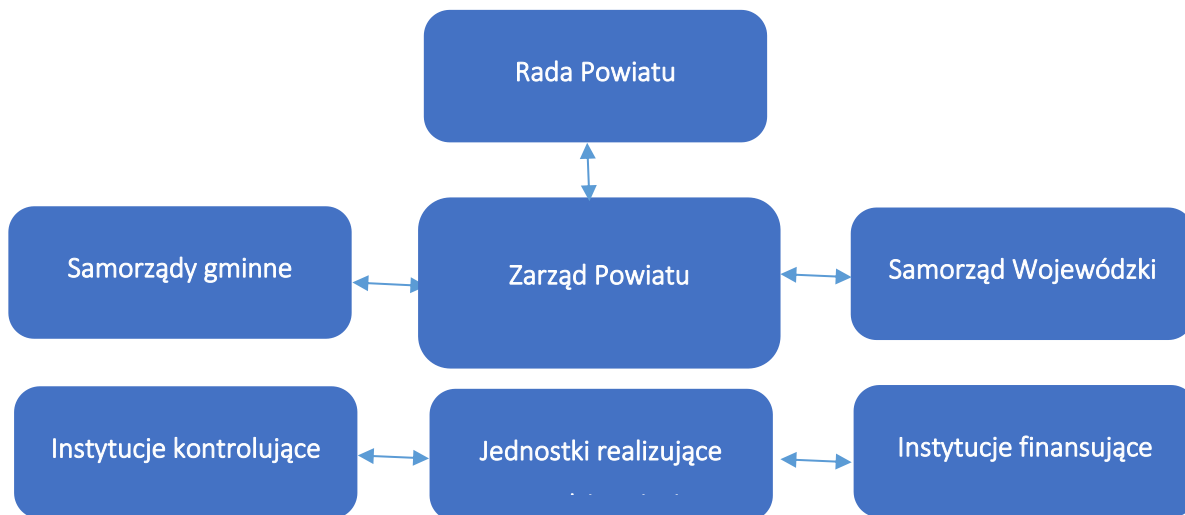 Rada Powiatu
Samorządy gminne
Zarząd Powiatu
Samorząd Wojewódzki
Instytucje kontrolujące
Jednostki realizujące
Instytucje finansujące